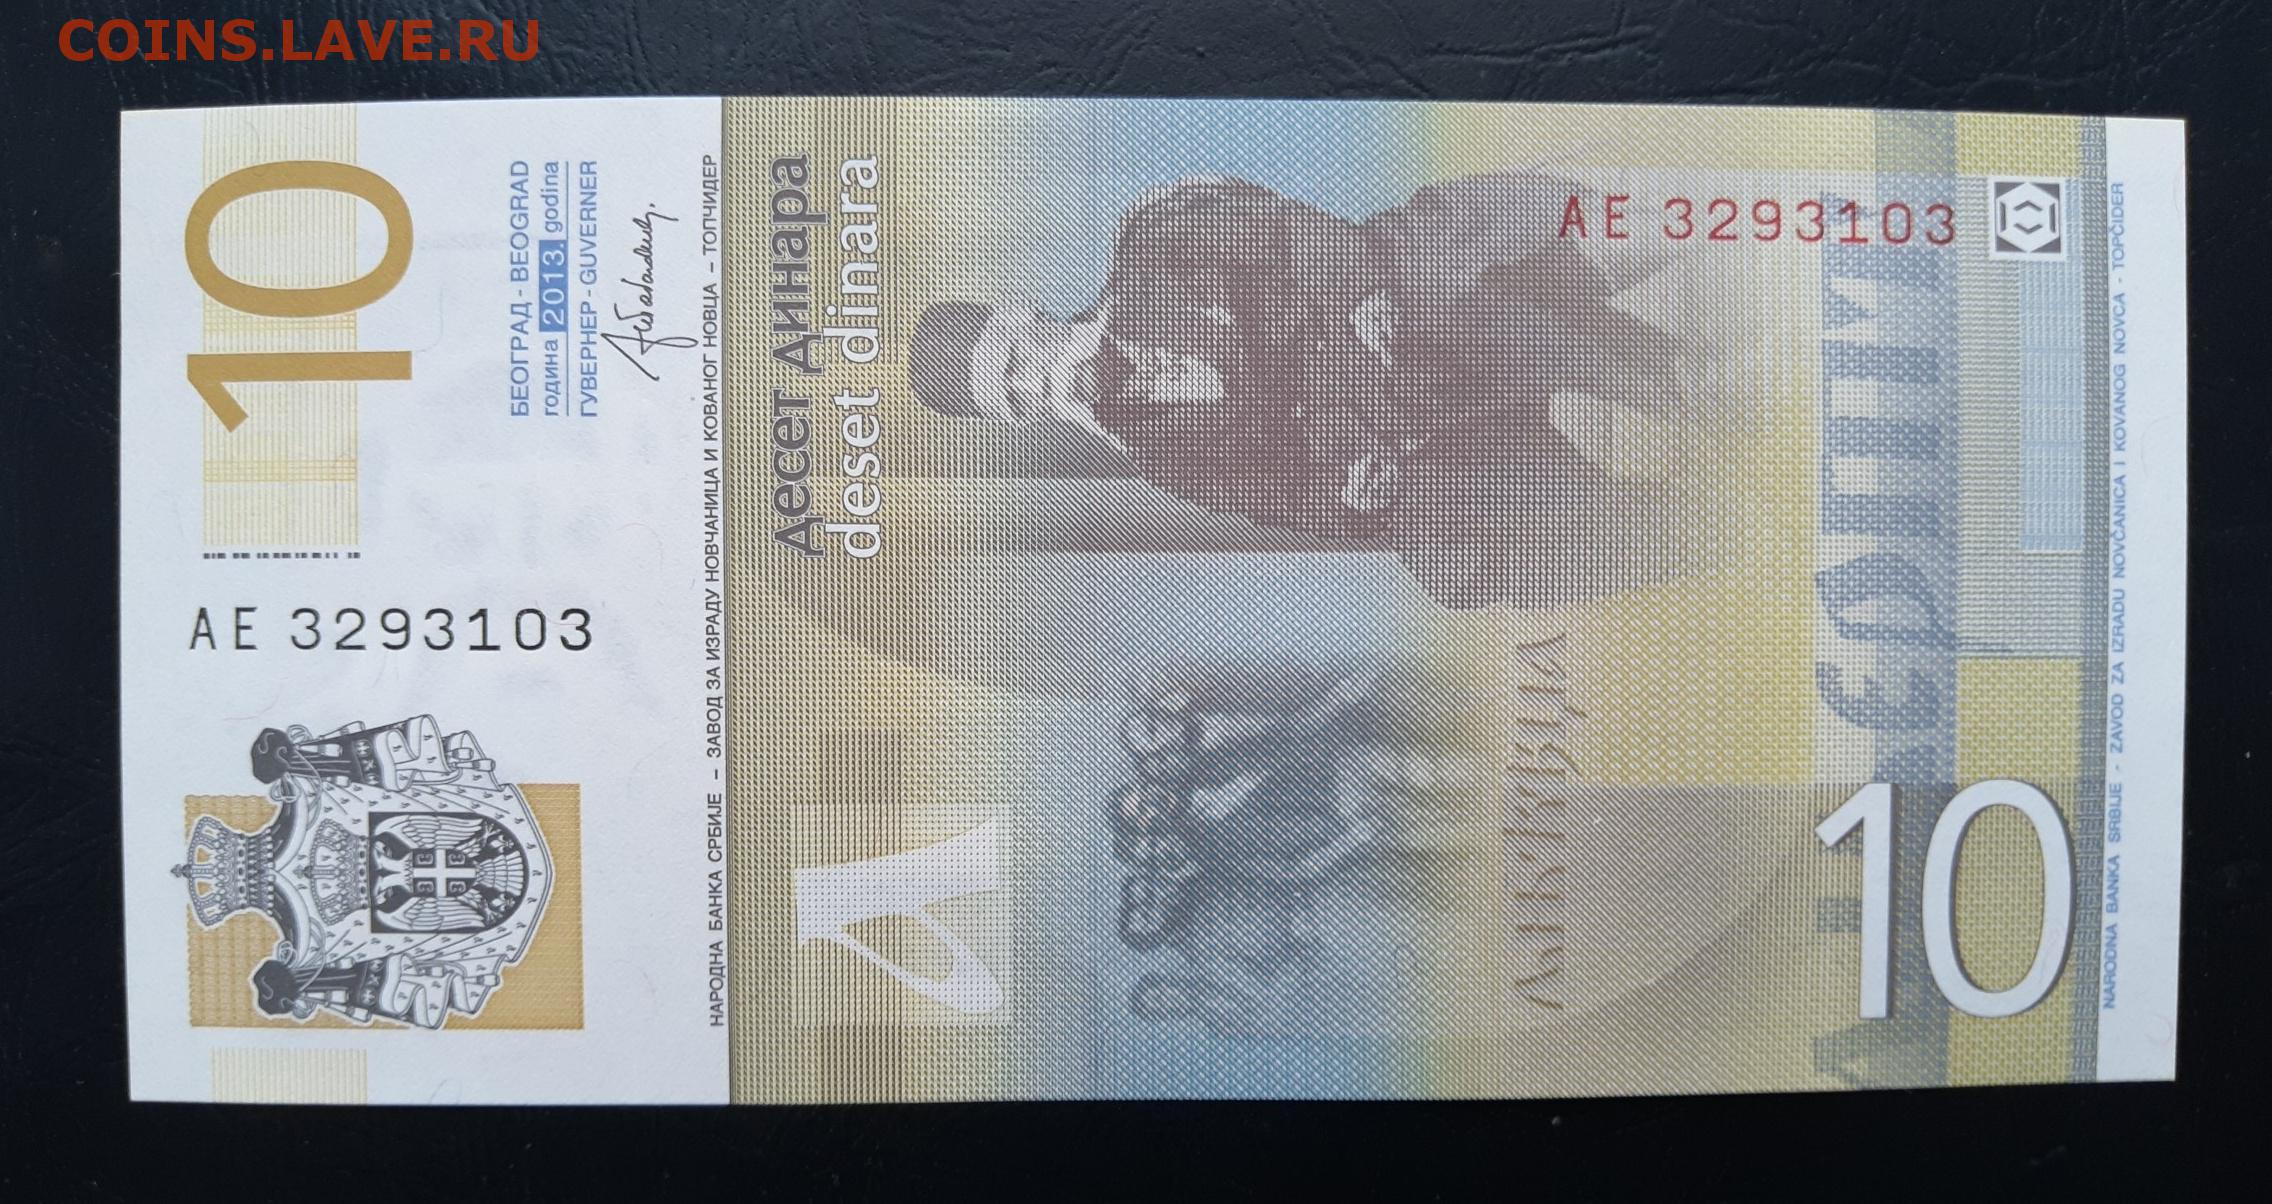 COINS.LAVE.RU
10
БЕОГРАД - BEOGRAD
година 2013. godina
ГУВЕРНЕР - GUVERNER
AE 3293103
НАРОДНА БАНКА СРБИЈЕ – ЗАВОД ЗА ИЗРАДУ НОВЧАНИЦА И КОВАНОГ НОВЦА – ТОПЧИДЕР
десет динара
deset dinara
AE 3293103
10
NARODNA BANKA SRBIJE - ZAVOD ZA IZRADU NOVČANICA I KOVANOG NOVCA - TOPČIDER